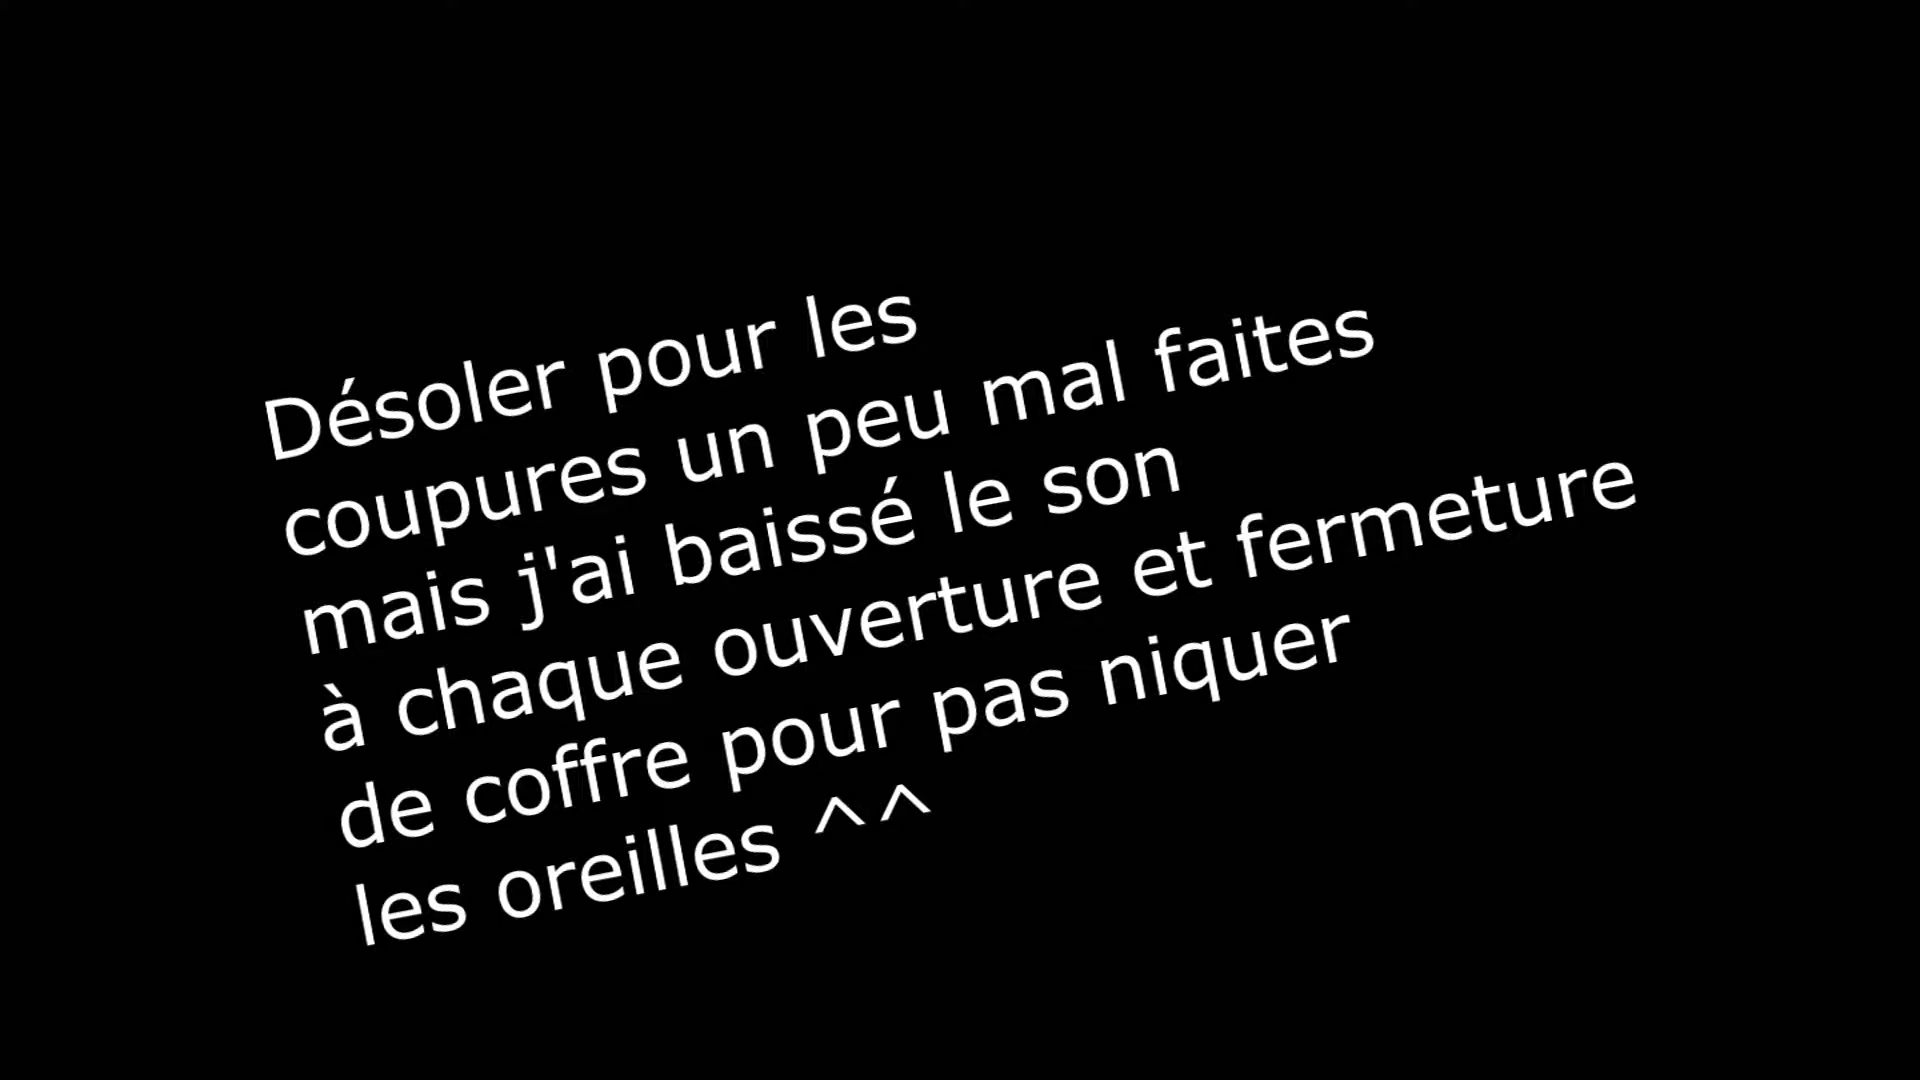 Désoler pour les
coupures un peu mal faites
mais j'ai baissé le son
à chaque ouverture et fermeture
de coffre pour pas niquer
les oreilles ^^